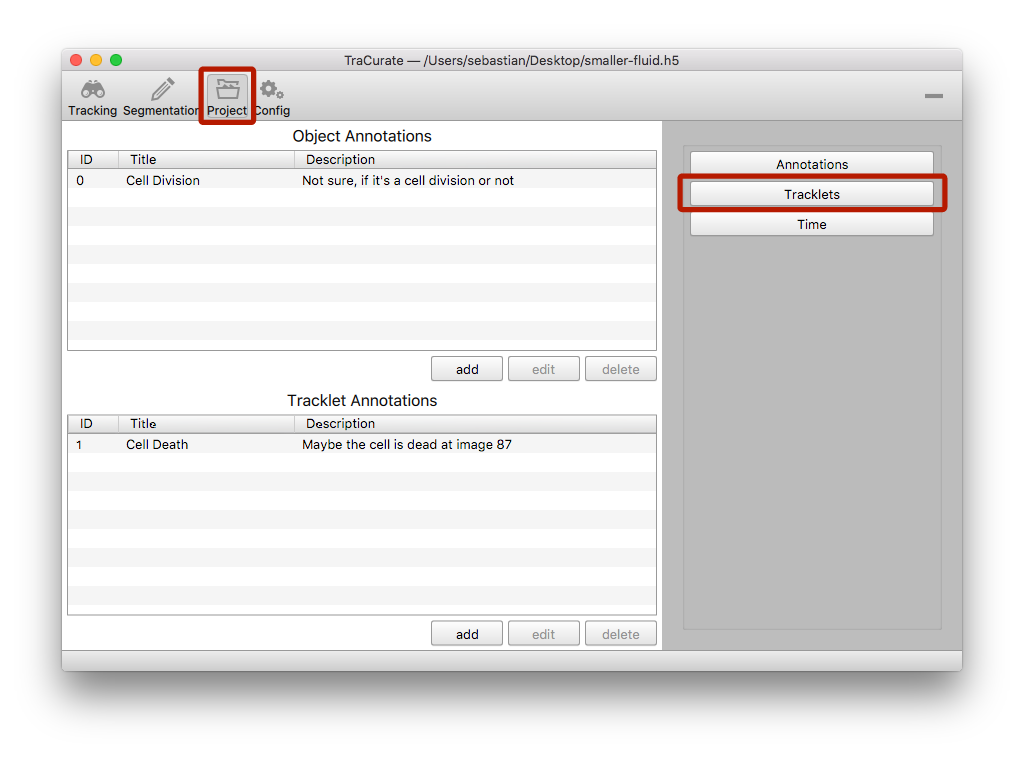 TraCurate — /Users/sebastian/Desktop/smaller-fluid.h5
Tracking Segmentation Project Config
Object Annotations
ID Title Description
0 Cell Division Not sure, if it's a cell division or not
add edit delete
Tracklet Annotations
ID Title Description
1 Cell Death Maybe the cell is dead at image 87
add edit delete
Annotations
Tracklets
Time